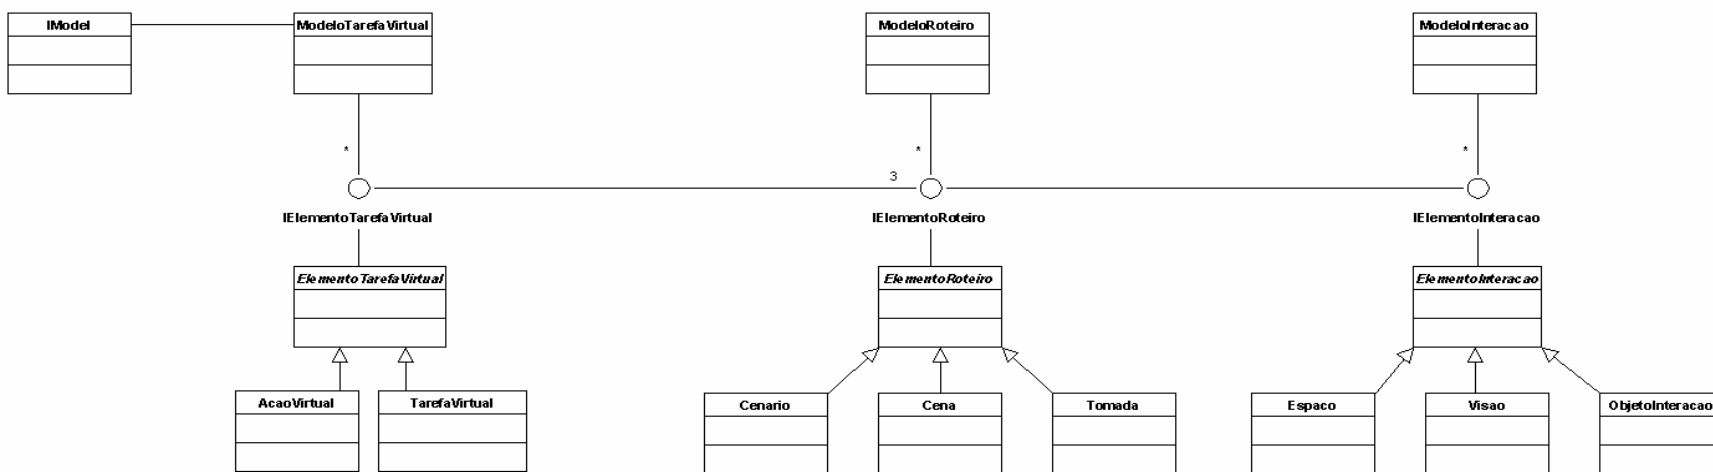 IModel
ModeloTarefaVirtual
ModeloRoteiro
ModeloInteracao
*
*
*
3
IElementoTarefaVirtual
IElementoRoteiro
IElementoInteracao
ElementoTarefaVirtual
ElementoRoteiro
ElementoInteracao
AcaoVirtual
TarefaVirtual
Cenario
Cena
Tomada
Espaco
Visao
ObjetoInteracao